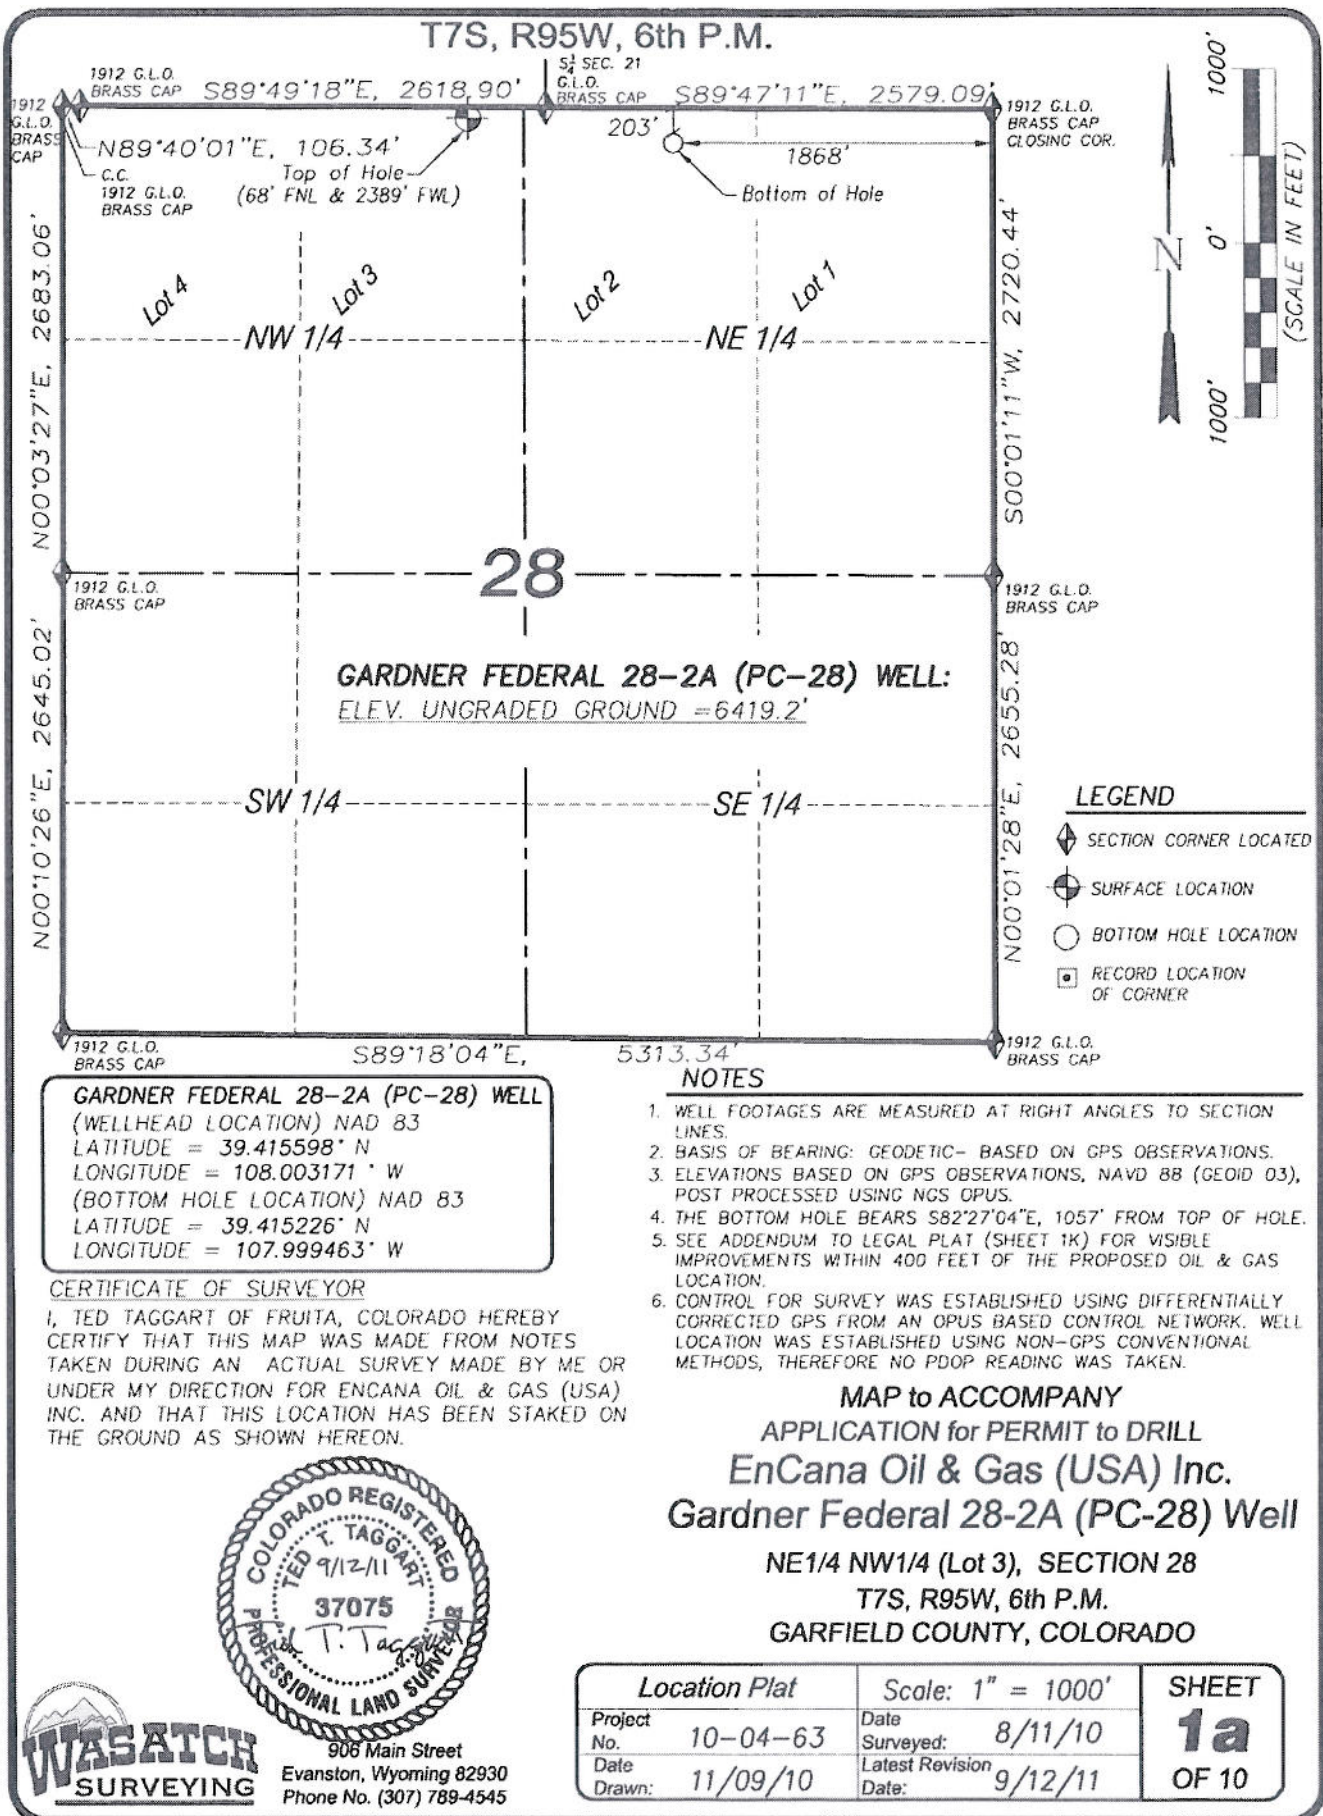 T7S, R95W, 6th P.M.
1912 G.L.O.
BRASS CAP
S89°49'18"E, 2618.90'
S¼ SEC. 21
G.L.O.
BRASS CAP
S89°47'11"E, 2579.09'
1912
G.L.O.
BRASS
CAP
1912 G.L.O.
BRASS CAP
CLOSING COR.
N89°40'01"E, 106.34'
C.C.
1912 G.L.O.
BRASS CAP
Top of Hole
(68' FNL & 2389' FWL)
203'
1868'
Bottom of Hole
1000'
0'
1000'
(SCALE IN FEET)
N
Lot 4
Lot 3
Lot 2
Lot 1
NW 1/4
NE 1/4
N00°03'27"E, 2683.06'
S00°01'11"W, 2720.44'
28
1912 G.L.O.
BRASS CAP
1912 G.L.O.
BRASS CAP
GARDNER FEDERAL 28-2A (PC-28) WELL:
ELEV. UNGRADED GROUND =6419.2'
SW 1/4
SE 1/4
N00°10'26"E, 2645.02'
N00°01'28"E, 2655.28'
LEGEND
SECTION CORNER LOCATED
SURFACE LOCATION
BOTTOM HOLE LOCATION
RECORD LOCATION
OF CORNER
1912 G.L.O.
BRASS CAP
S89°18'04"E, 5313.34'
1912 G.L.O.
BRASS CAP
GARDNER FEDERAL 28-2A (PC-28) WELL
(WELLHEAD LOCATION) NAD 83
LATITUDE = 39.415598° N
LONGITUDE = 108.003171 ° W
(BOTTOM HOLE LOCATION) NAD 83
LATITUDE = 39.415226° N
LONGITUDE = 107.999463° W
NOTES
1. WELL FOOTAGES ARE MEASURED AT RIGHT ANGLES TO SECTION
LINES.
2. BASIS OF BEARING: GEODETIC- BASED ON GPS OBSERVATIONS.
3. ELEVATIONS BASED ON GPS OBSERVATIONS, NAVD 88 (GEOID 03),
POST PROCESSED USING NGS OPUS.
4. THE BOTTOM HOLE BEARS S82°27'04"E, 1057' FROM TOP OF HOLE.
5. SEE ADDENDUM TO LEGAL PLAT (SHEET 1K) FOR VISIBLE
IMPROVEMENTS WITHIN 400 FEET OF THE PROPOSED OIL & GAS
LOCATION.
6. CONTROL FOR SURVEY WAS ESTABLISHED USING DIFFERENTIALLY
CORRECTED GPS FROM AN OPUS BASED CONTROL NETWORK. WELL
LOCATION WAS ESTABLISHED USING NON-GPS CONVENTIONAL
METHODS, THEREFORE NO PDOP READING WAS TAKEN.
CERTIFICATE OF SURVEYOR
I, TED TAGGART OF FRUITA, COLORADO HEREBY
CERTIFY THAT THIS MAP WAS MADE FROM NOTES
TAKEN DURING AN ACTUAL SURVEY MADE BY ME OR
UNDER MY DIRECTION FOR ENCANA OIL & GAS (USA)
INC. AND THAT THIS LOCATION HAS BEEN STAKED ON
THE GROUND AS SHOWN HEREON.
MAP to ACCOMPANY
APPLICATION for PERMIT to DRILL
EnCana Oil & Gas (USA) Inc.
Gardner Federal 28-2A (PC-28) Well
NE1/4 NW1/4 (Lot 3), SECTION 28
T7S, R95W, 6th P.M.
GARFIELD COUNTY, COLORADO
COLORADO REGISTERED
TED T. TAGGART
9/12/11
37075
T. Taggart
PROFESSIONAL LAND SURVEYOR
WASATCH
SURVEYING
906 Main Street
Evanston, Wyoming 82930
Phone No. (307) 789-4545
Location Plat
Scale: 1" = 1000'
Project
No. 10-04-63
Date
Surveyed: 8/11/10
Date
Drawn: 11/09/10
Latest Revision
Date: 9/12/11
SHEET
1a
OF 10